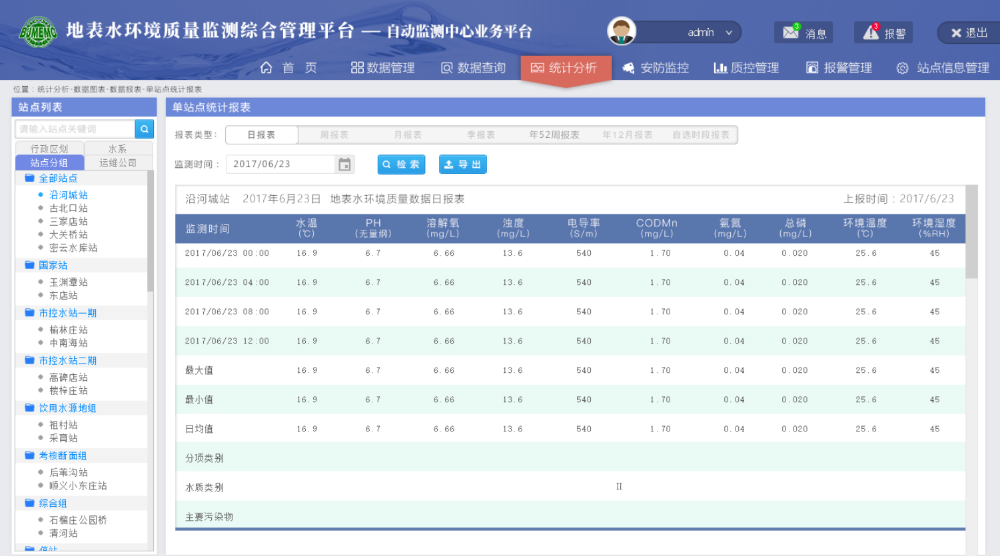 BJMEMC 地表水环境质量监测综合管理平台 — 自动监测中心业务平台
admin
3 消息
3 报警
退出
首 页 数据管理 数据查询 统计分析 安防监控 质控管理 报警管理 站点信息管理
位置：统计分析-数据图表-数据报表-单站点统计报表
站点列表
请输入站点关键词
行政区划 水系
站点分组 运维公司
全部站点
沿河城站
古北口站
三家店站
大关桥站
密云水库站
国家站
玉渊潭站
东店站
市控水站一期
榆林庄站
中南海站
市控水站二期
高碑店站
楼梓庄站
饮用水源地组
祖村站
采育站
考核断面组
后苇沟站
顺义小东庄站
综合组
石榴庄公园桥
清河站
单站点统计报表
报表类型： 日报表 周报表 月报表 季报表 年52周报表 年12月报表 自选时段报表
监测时间： 2017/06/23 检 索 导 出
沿河城站 2017年6月23日 地表水环境质量数据日报表 上报时间：2017/6/23
监测时间 水温 PH 溶解氧 浊度 电导率 CODMn 氨氮 总磷 环境温度 环境湿度
(℃) (无量纲) (mg/L) (mg/L) (S/m) (mg/L) (mg/L) (mg/L) (℃) (%RH)
2017/06/23 00:00 16.9 6.7 6.66 13.6 540 1.70 0.04 0.020 25.6 45
2017/06/23 04:00 16.9 6.7 6.66 13.6 540 1.70 0.04 0.020 25.6 45
2017/06/23 08:00 16.9 6.7 6.66 13.6 540 1.70 0.04 0.020 25.6 45
2017/06/23 12:00 16.9 6.7 6.66 13.6 540 1.70 0.04 0.020 25.6 45
最大值 16.9 6.7 6.66 13.6 540 1.70 0.04 0.020 25.6 45
最小值 16.9 6.7 6.66 13.6 540 1.70 0.04 0.020 25.6 45
日均值 16.9 6.7 6.66 13.6 540 1.70 0.04 0.020 25.6 45
分项类别
水质类别 II
主要污染物